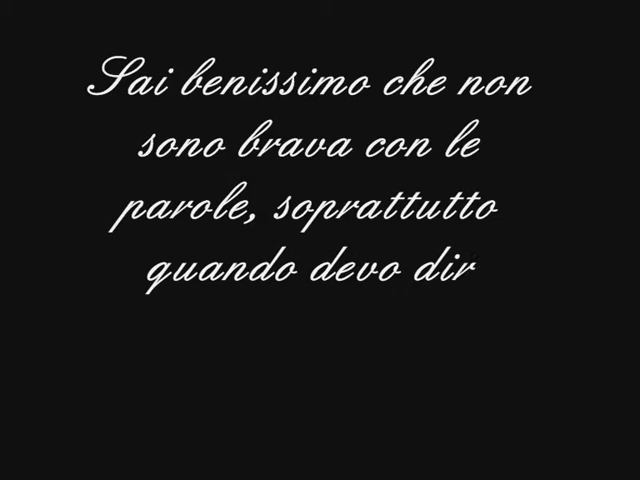 Sai benissimo che non
sono brava con le
parole, soprattutto
quando devo dir